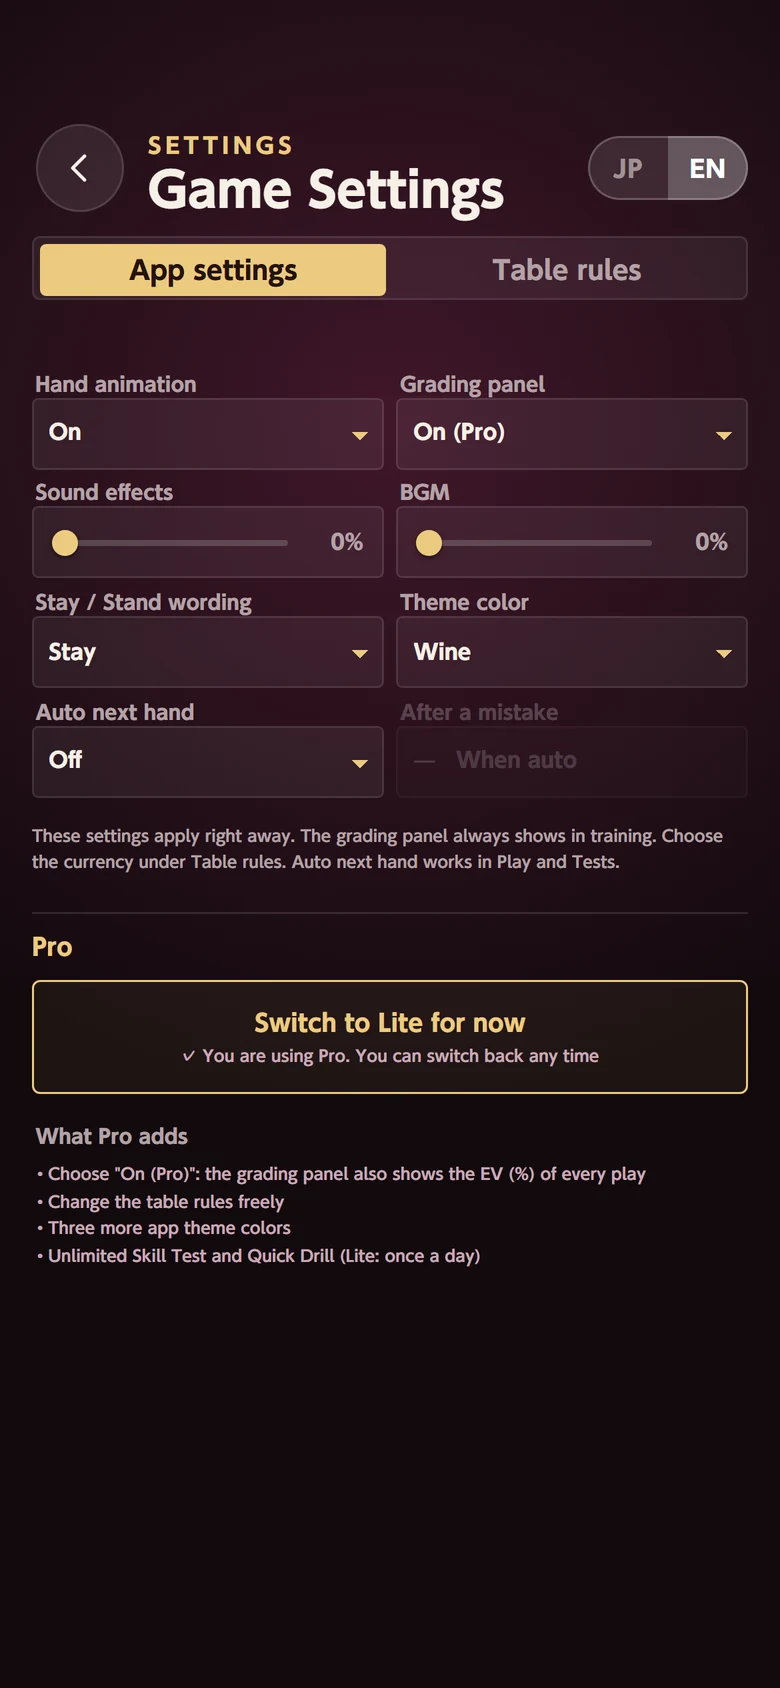 SETTINGS
Game Settings
JP EN
App settings Table rules
Hand animation Grading panel
On On (Pro)
Sound effects BGM
0% 0%
Stay / Stand wording Theme color
Stay Wine
Auto next hand After a mistake
Off — When auto
These settings apply right away. The grading panel always shows in training. Choose
the currency under Table rules. Auto next hand works in Play and Tests.
Pro
Switch to Lite for now
✓ You are using Pro. You can switch back any time
What Pro adds
• Choose "On (Pro)": the grading panel also shows the EV (%) of every play
• Change the table rules freely
• Three more app theme colors
• Unlimited Skill Test and Quick Drill (Lite: once a day)